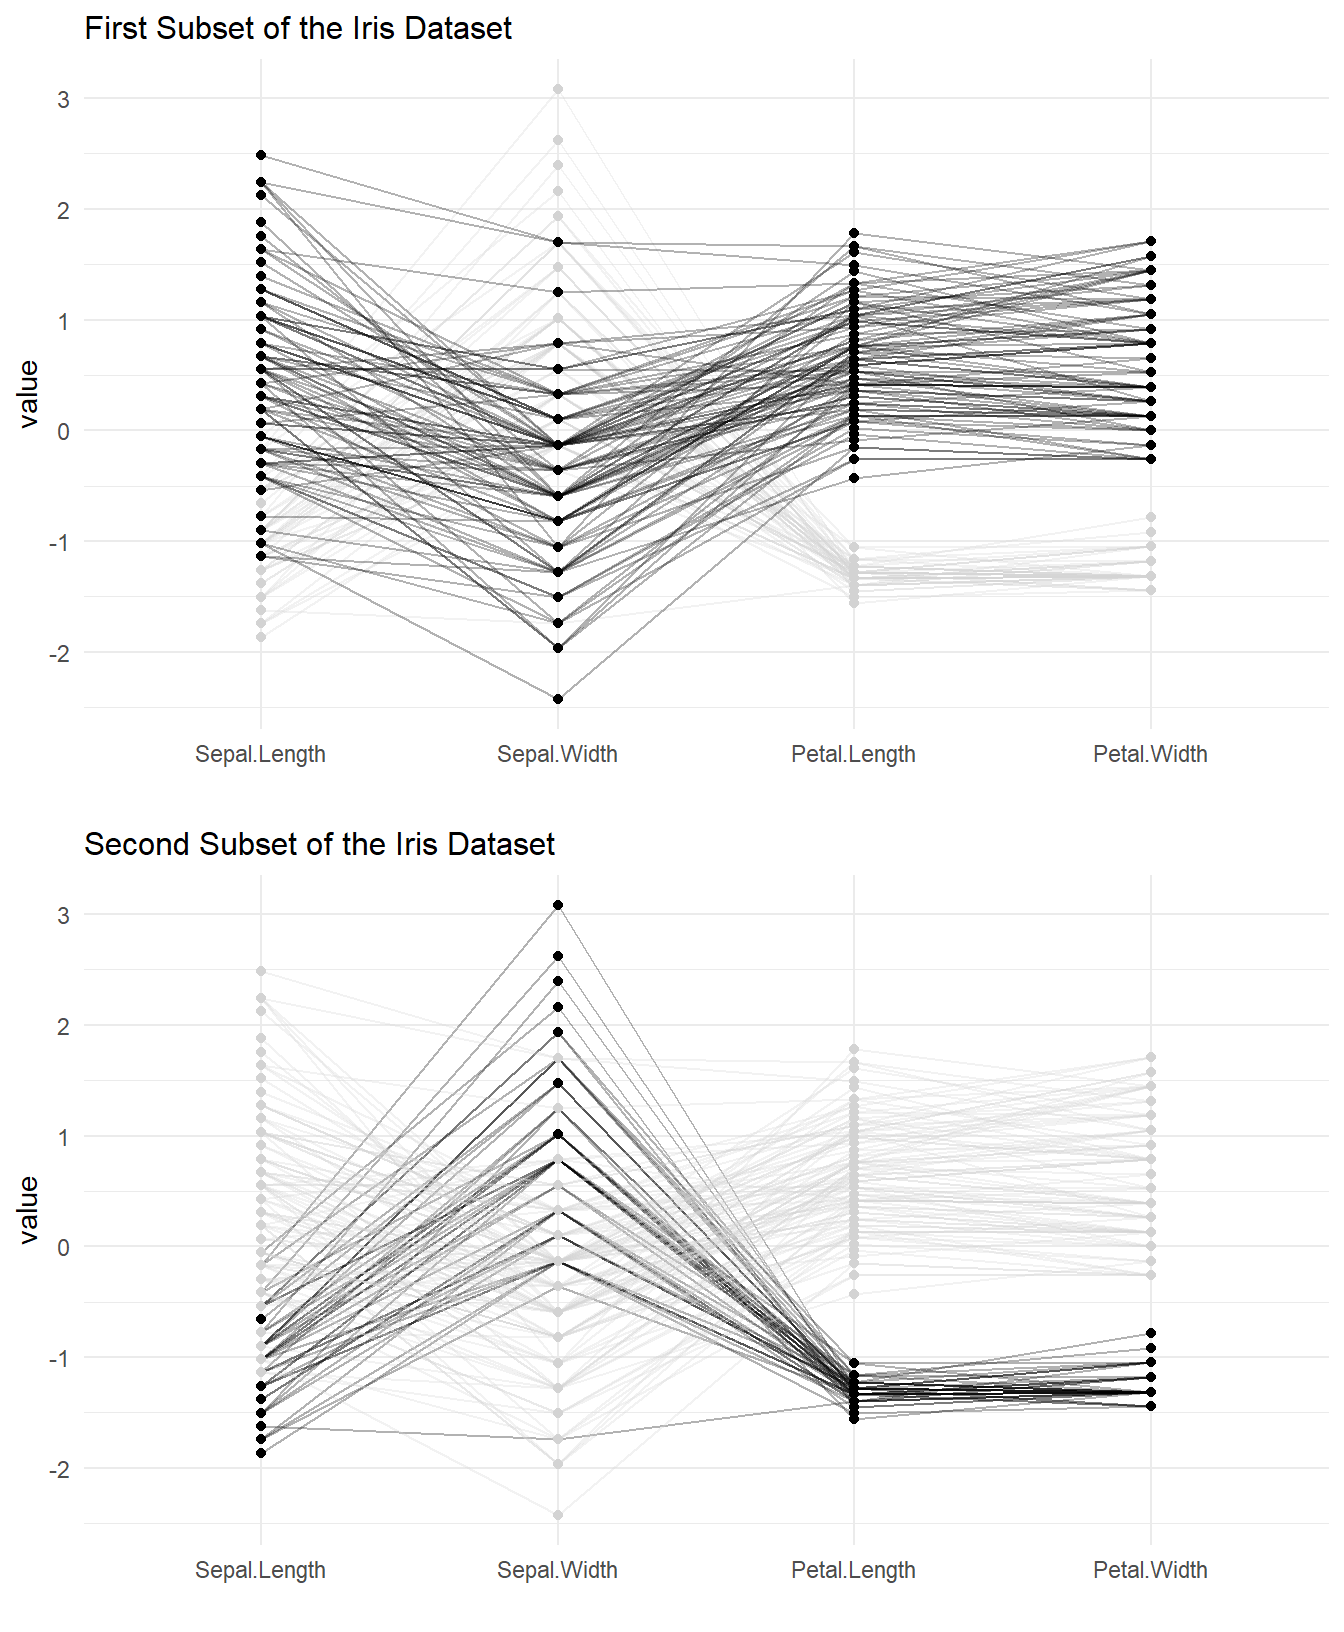 First Subset of the Iris Dataset
3
2
1
0
-1
-2
value
Sepal.Length Sepal.Width Petal.Length Petal.Width
Second Subset of the Iris Dataset
3
2
1
0
-1
-2
value
Sepal.Length Sepal.Width Petal.Length Petal.Width